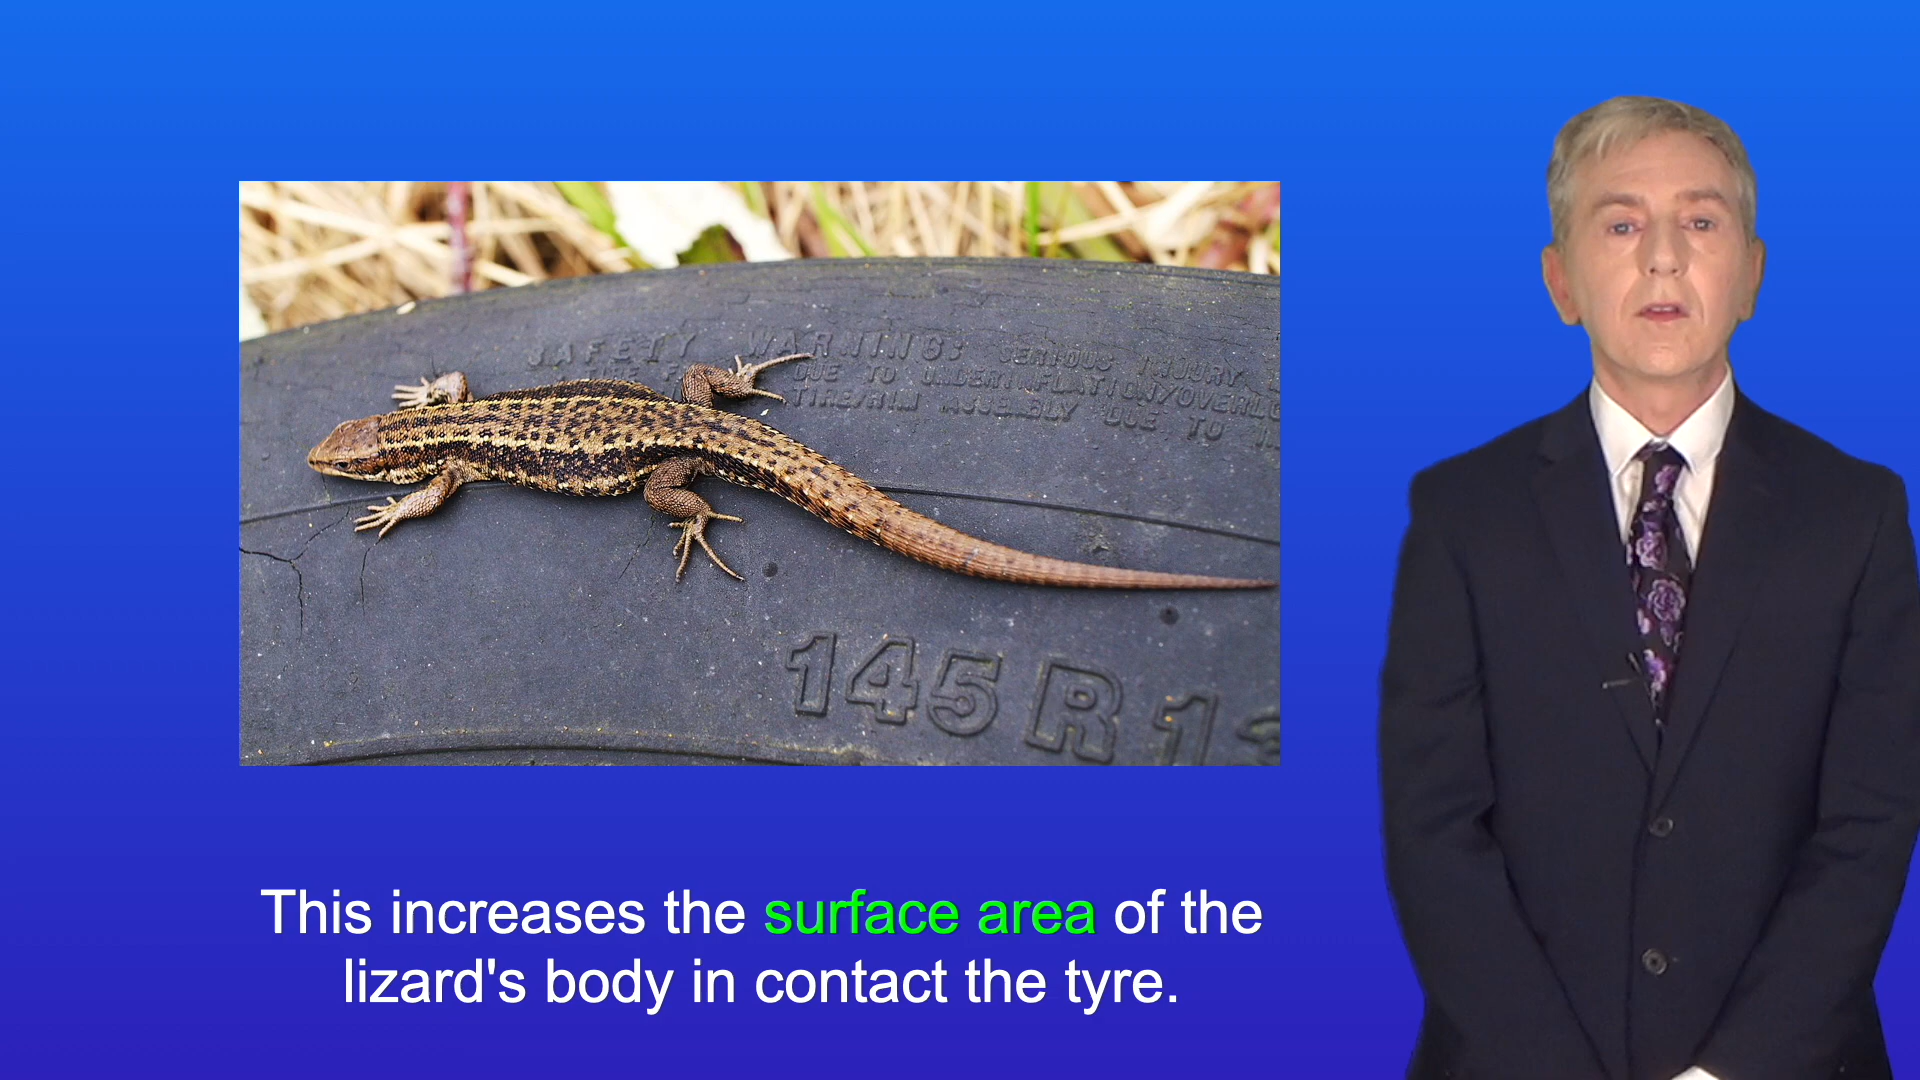 SAFETY WARNING: SERIOUS INJURY
DUE TO UNDERINFLATION/OVERLO
TIRE/RIM ASSEMBLY DUE TO
145 R 13
This increases the surface area of the
lizard's body in contact the tyre.